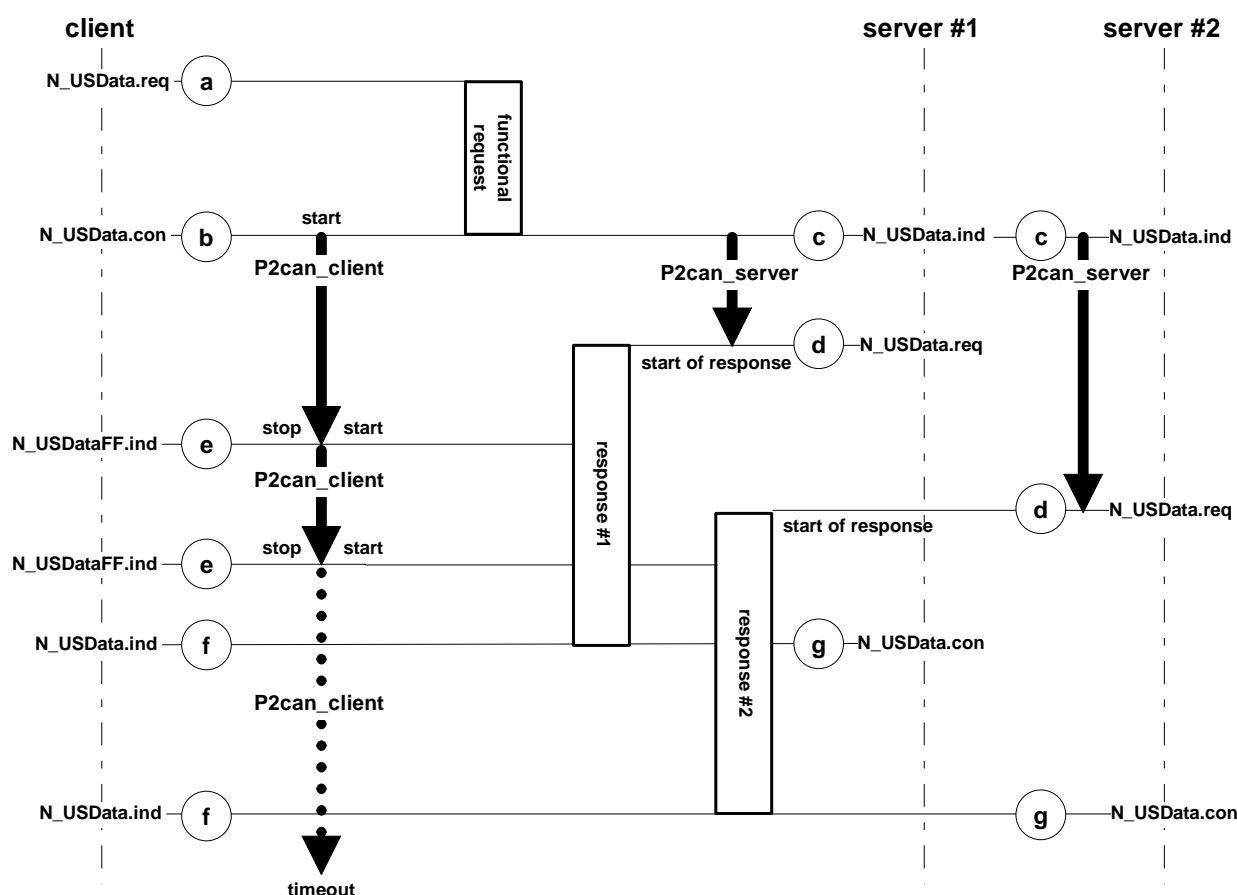 client
server #1
server #2
N_USData.req
a
functional
request
N_USData.con
b
start
c
N_USData.ind
c
N_USData.ind
P2can_client
P2can_server
P2can_server
d
N_USData.req
start of response
N_USDataFF.ind
e
stop
start
response #1
P2can_client
d
N_USData.req
start of response
N_USDataFF.ind
e
stop
start
response #2
N_USData.ind
f
g
N_USData.con
P2can_client
N_USData.ind
f
g
N_USData.con
timeout